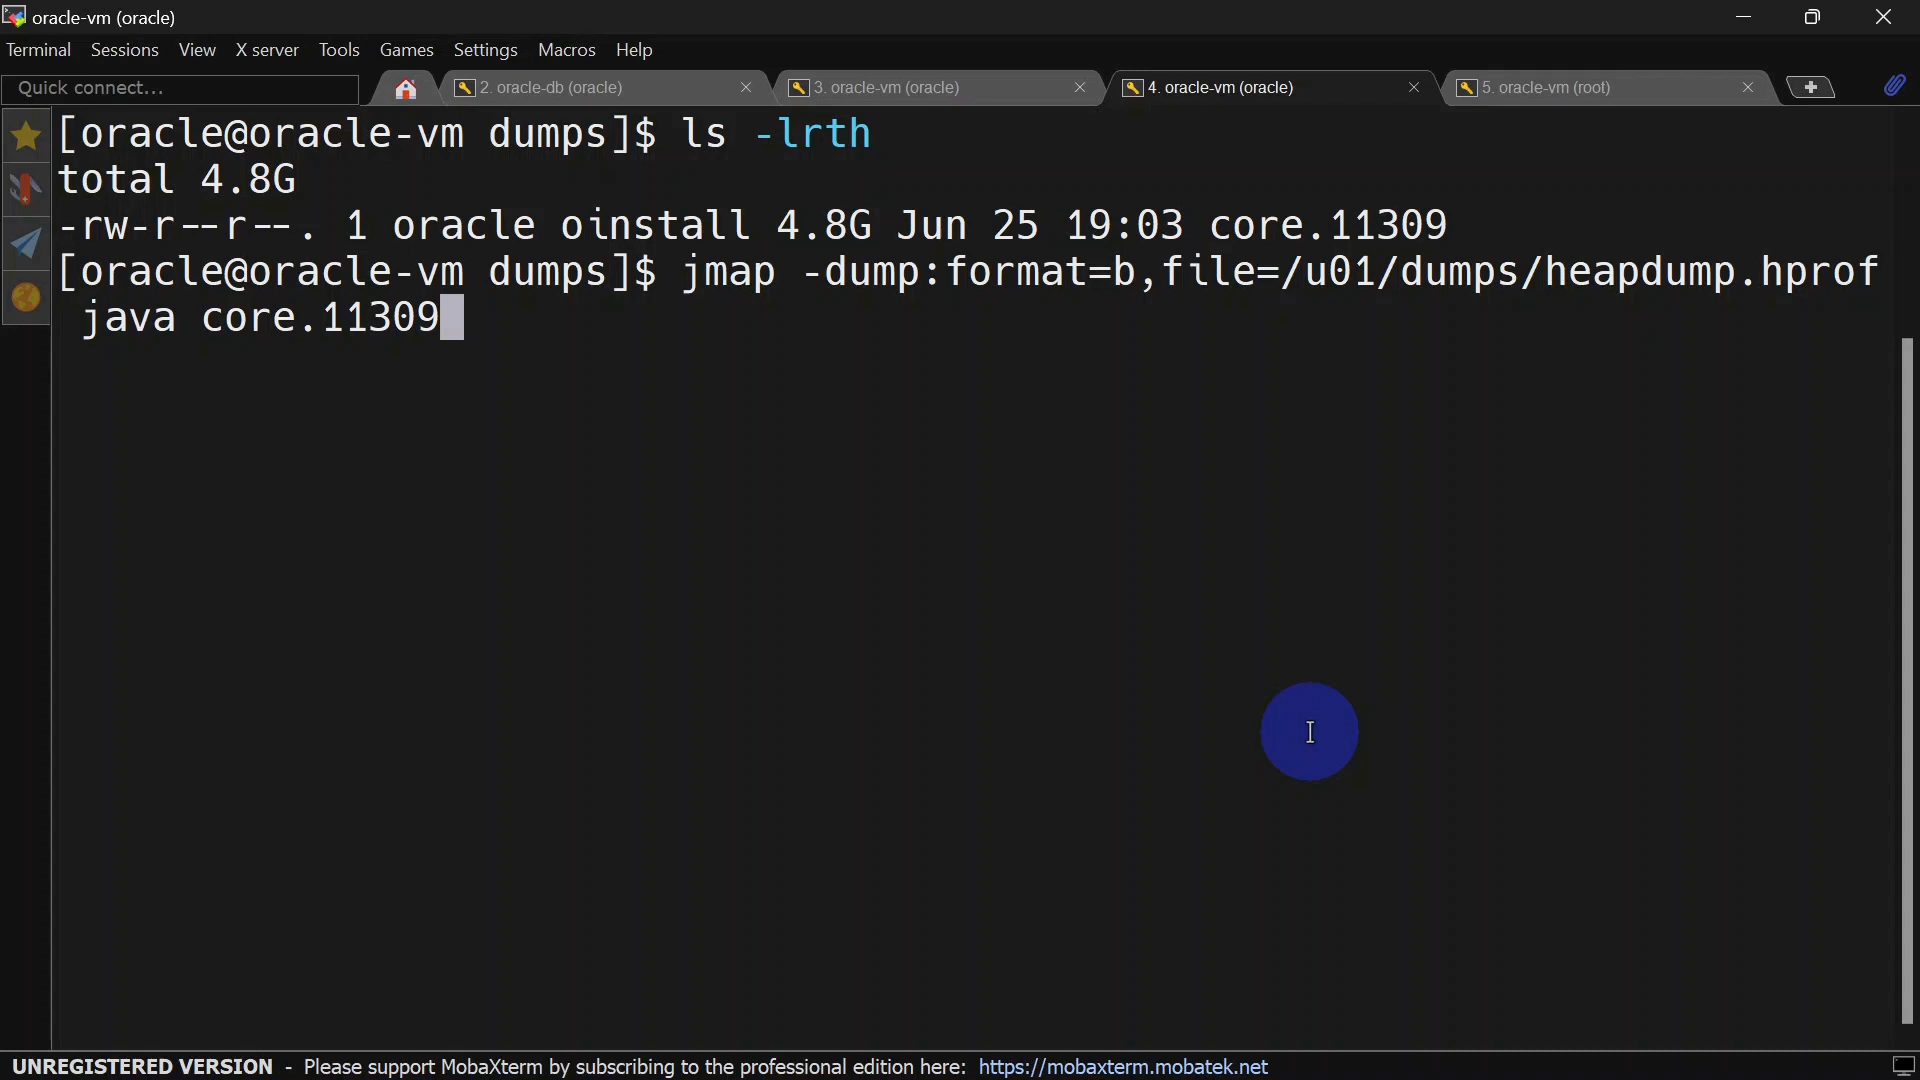 oracle-vm (oracle)
Terminal Sessions View X server Tools Games Settings Macros Help
Quick connect...
2. oracle-db (oracle)
3. oracle-vm (oracle)
4. oracle-vm (oracle)
5. oracle-vm (root)
[oracle@oracle-vm dumps]$ ls -lrth
total 4.8G
-rw-r--r--. 1 oracle oinstall 4.8G Jun 25 19:03 core.11309
[oracle@oracle-vm dumps]$ jmap -dump:format=b,file=/u01/dumps/heapdump.hprof
java core.11309
UNREGISTERED VERSION - Please support MobaXterm by subscribing to the professional edition here: https://mobaxterm.mobatek.net